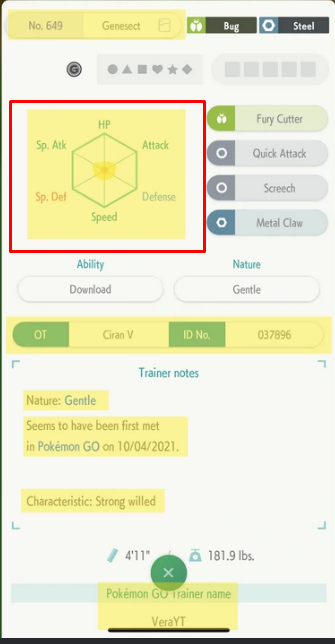 No. 649 Genesect Bug Steel
G
HP
Sp. Atk Attack
Sp. Def Defense
Speed
Fury Cutter
Quick Attack
Screech
Metal Claw
Ability Nature
Download Gentle
OT Ciran V ID No. 037896
Trainer notes
Nature: Gentle
Seems to have been first met
in Pokémon GO on 10/04/2021.
Characteristic: Strong willed
4'11" 181.9 lbs.
Pokémon GO Trainer name
VeraYT